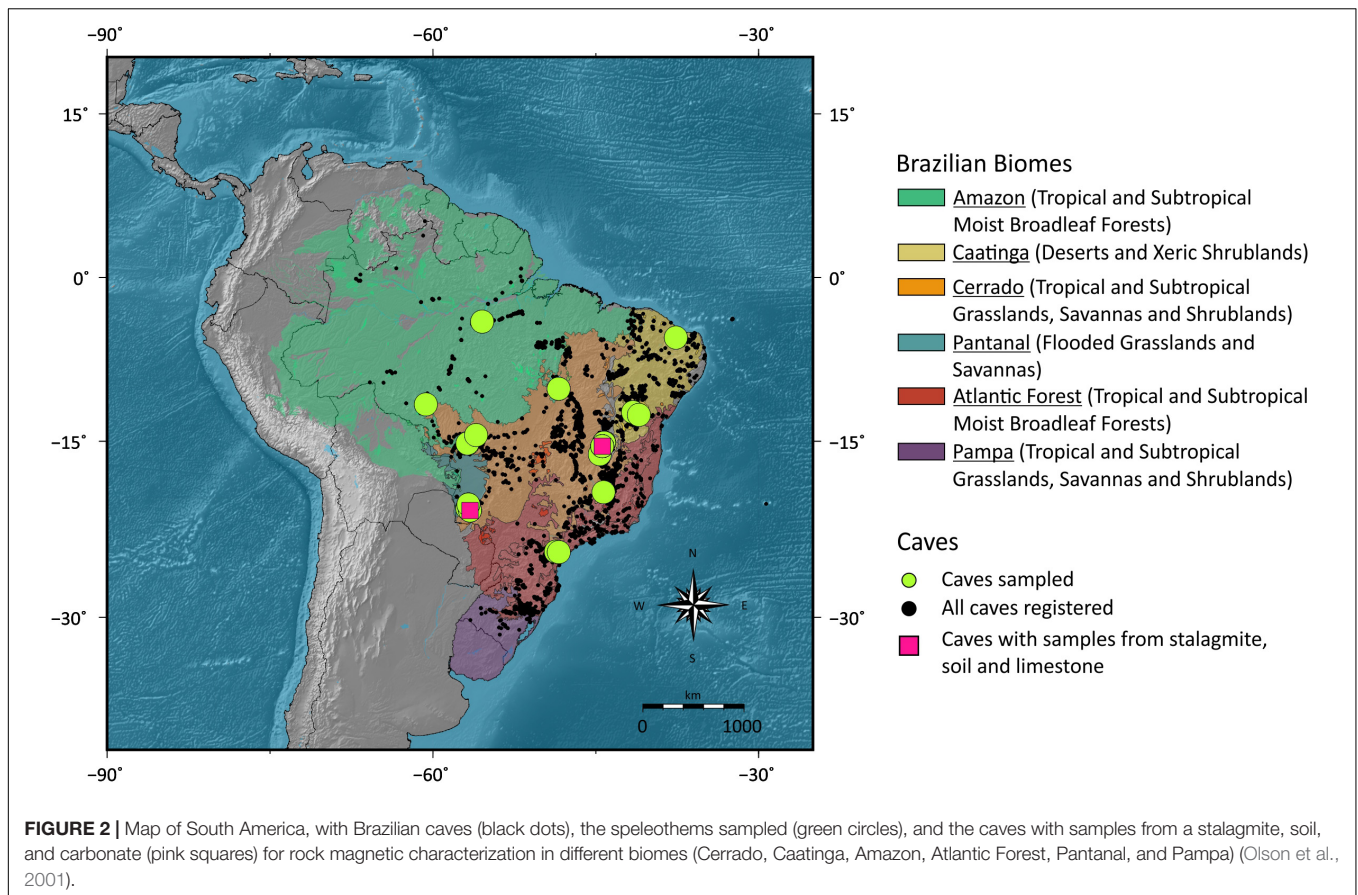 −90˚ −60˚ −30˚
15˚ 15˚
0˚ 0˚
−15˚ −15˚
−30˚ −30˚
N
W E
S
km
0 1000
−90˚ −60˚ −30˚
Brazilian Biomes
Amazon (Tropical and Subtropical
Moist Broadleaf Forests)
Caatinga (Deserts and Xeric Shrublands)
Cerrado (Tropical and Subtropical
Grasslands, Savannas and Shrublands)
Pantanal (Flooded Grasslands and
Savannas)
Atlantic Forest (Tropical and Subtropical
Moist Broadleaf Forests)
Pampa (Tropical and Subtropical
Grasslands, Savannas and Shrublands)
Caves
Caves sampled
All caves registered
Caves with samples from stalagmite,
soil and limestone
FIGURE 2 | Map of South America, with Brazilian caves (black dots), the speleothems sampled (green circles), and the caves with samples from a stalagmite, soil,
and carbonate (pink squares) for rock magnetic characterization in different biomes (Cerrado, Caatinga, Amazon, Atlantic Forest, Pantanal, and Pampa) (Olson et al.,
2001).